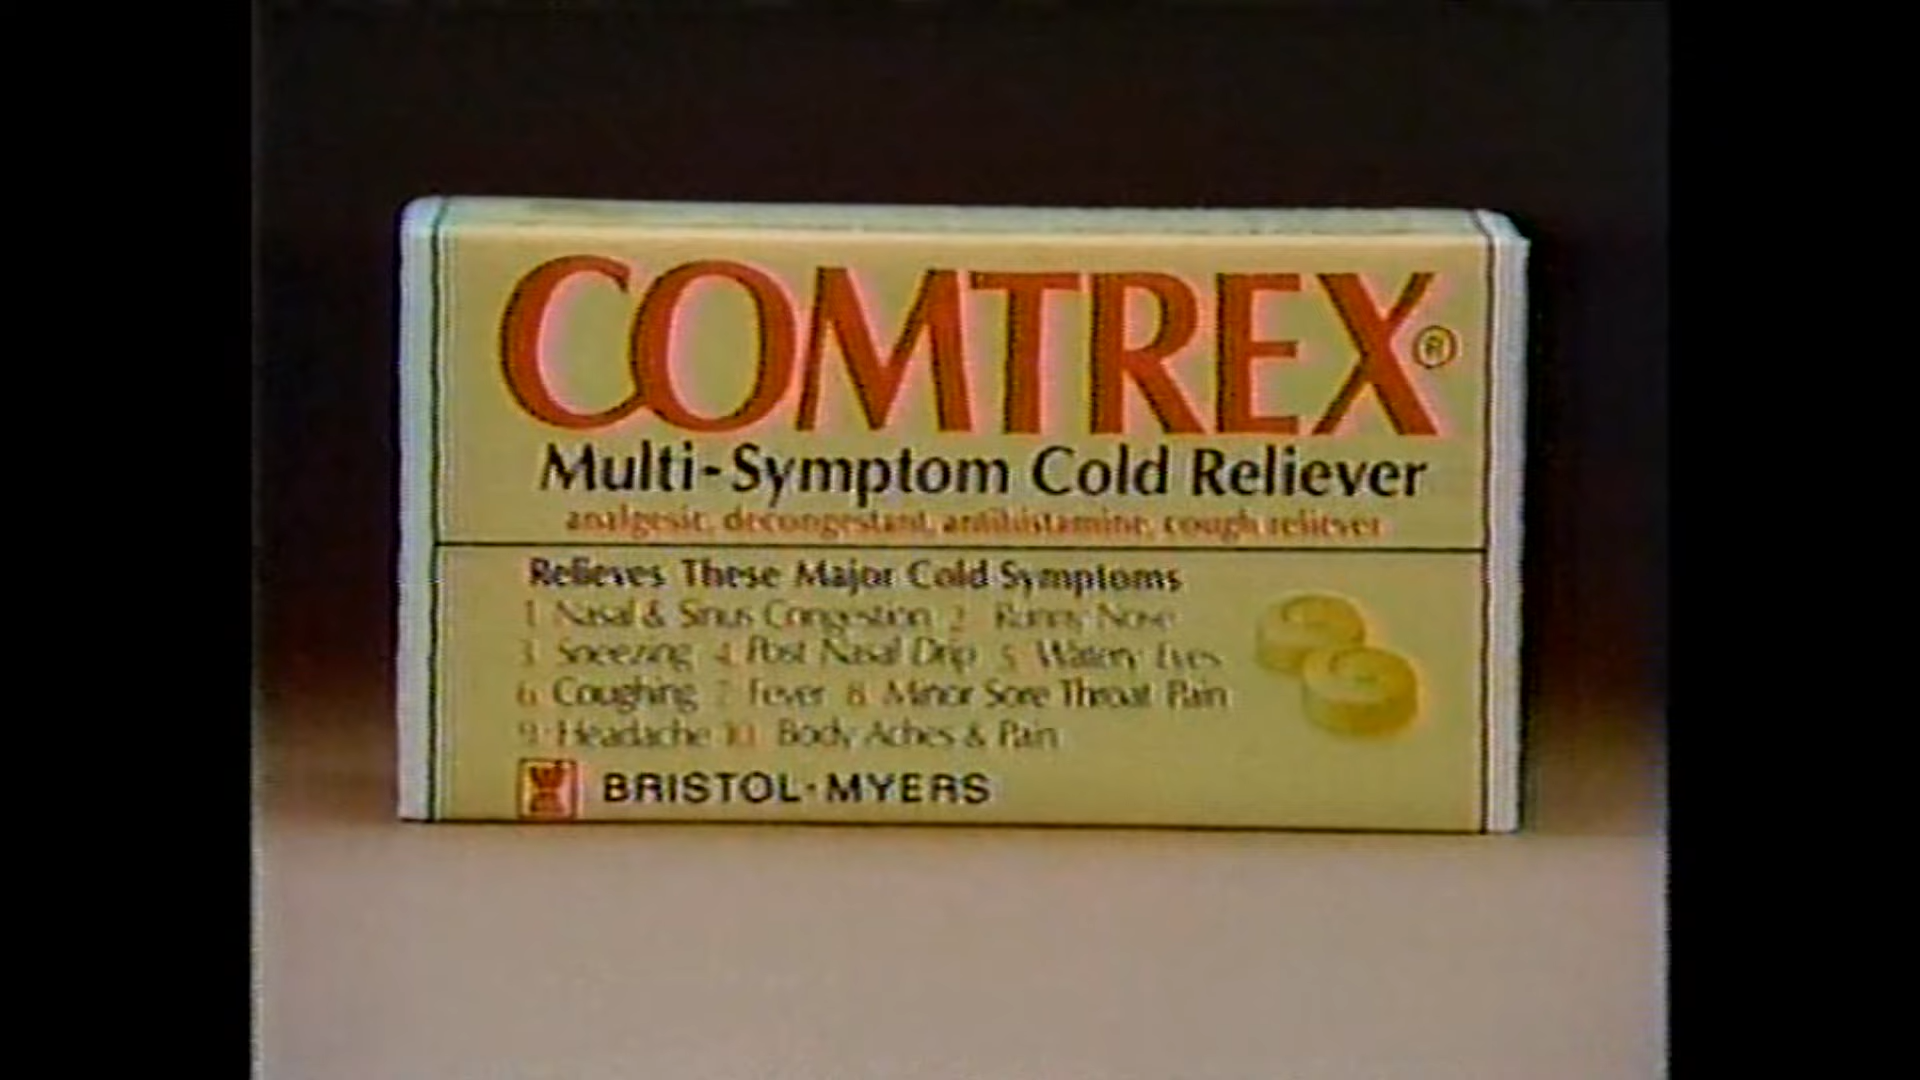 COMTREX®
Multi-Symptom Cold Reliever
analgesic, decongestant, antihistamine, cough reliever
Relieves These Major Cold Symptoms
1 Nasal & Sinus Congestion 2 Runny Nose
3 Sneezing 4 Post Nasal Drip 5 Watery Eyes
6 Coughing 7 Fever 8 Minor Sore Throat Pain
9 Headache 10 Body Aches & Pain
BRISTOL-MYERS